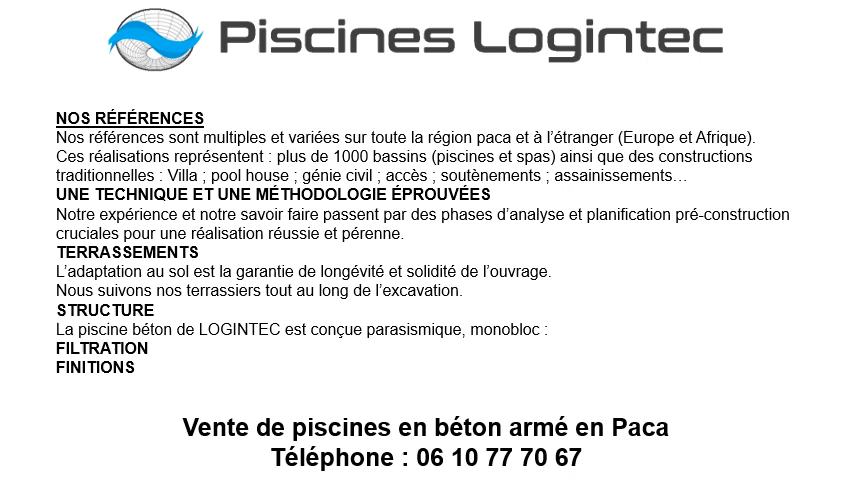 Piscines Logintec
NOS RÉFÉRENCES
Nos références sont multiples et variées sur toute la région paca et à l'étranger (Europe et Afrique).
Ces réalisations représentent : plus de 1000 bassins (piscines et spas) ainsi que des constructions
traditionnelles : Villa ; pool house ; génie civil ; accès ; soutènements ; assainissements…
UNE TECHNIQUE ET UNE MÉTHODOLOGIE ÉPROUVÉES
Notre expérience et notre savoir faire passent par des phases d'analyse et planification pré-construction
cruciales pour une réalisation réussie et pérenne.
TERRASSEMENTS
L'adaptation au sol est la garantie de longévité et solidité de l'ouvrage.
Nous suivons nos terrassiers tout au long de l'excavation.
STRUCTURE
La piscine béton de LOGINTEC est conçue parasismique, monobloc :
FILTRATION
FINITIONS
Vente de piscines en béton armé en Paca
Téléphone : 06 10 77 70 67